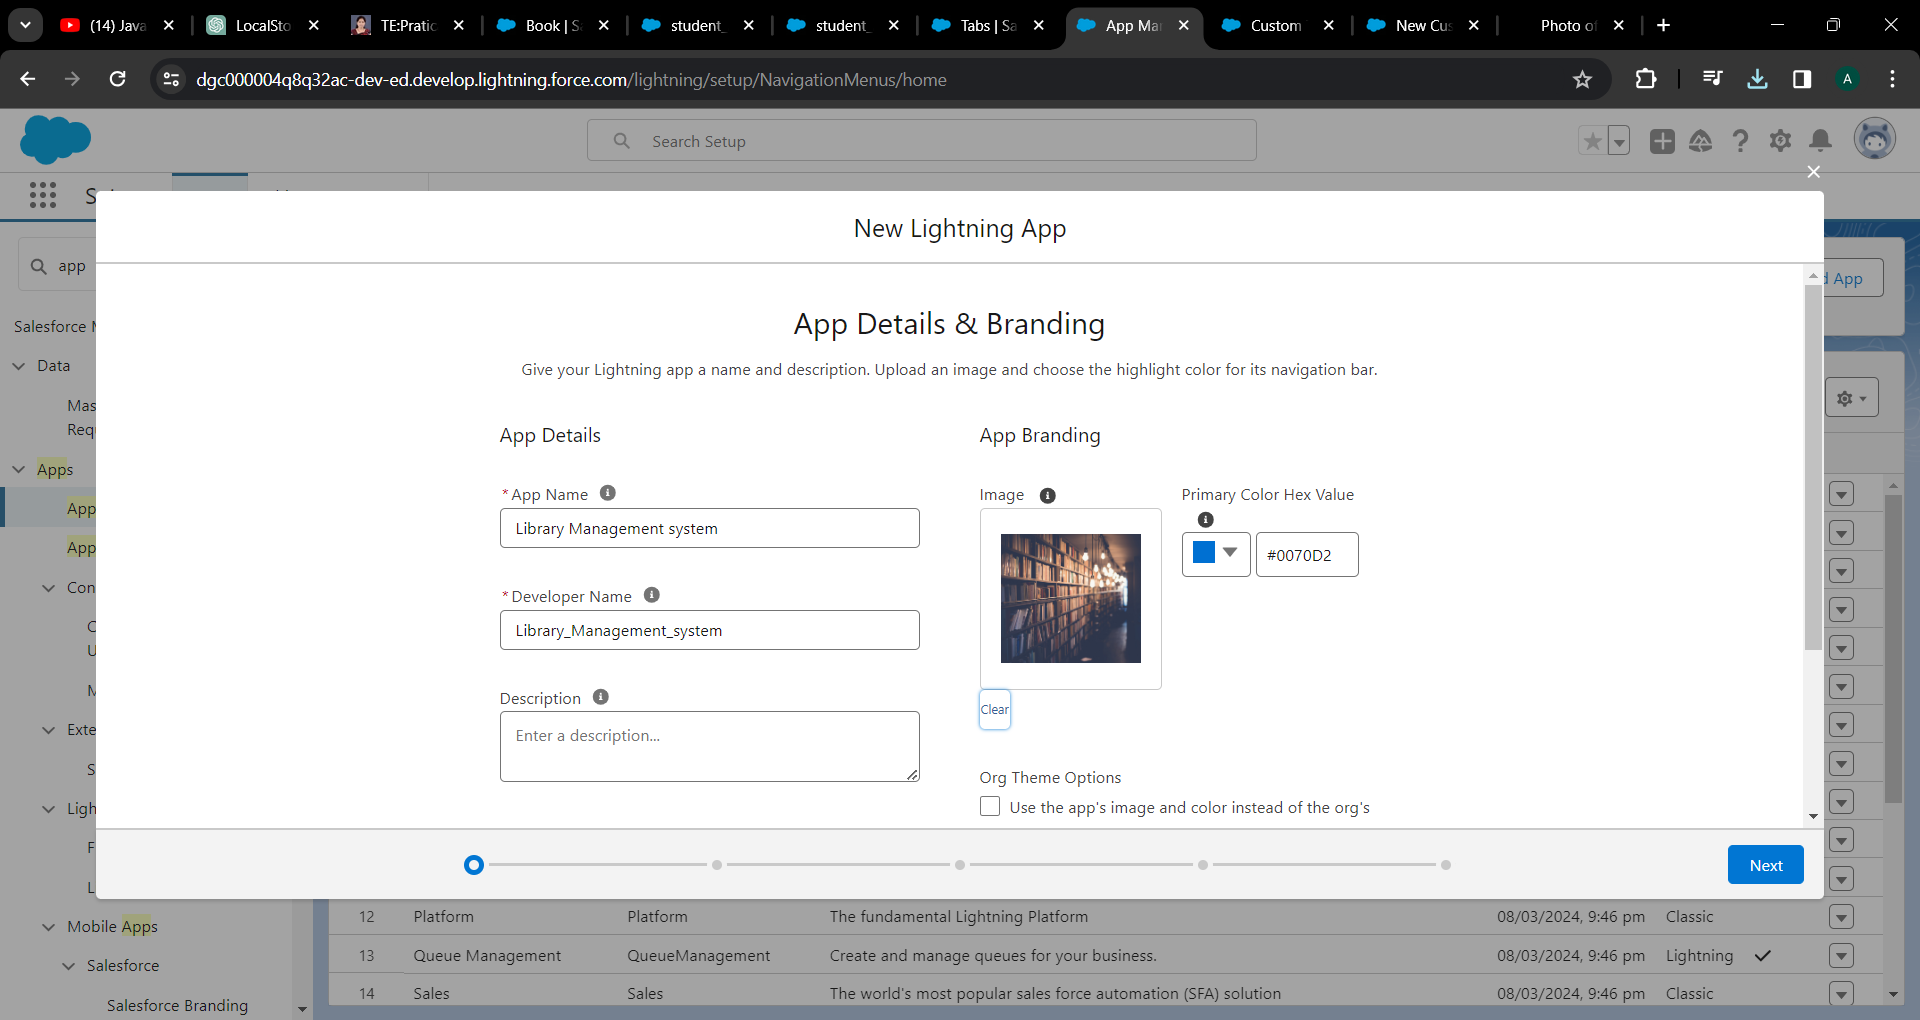 (14) Java
LocalSto
TE:Pratic
Book | S
student_
student_
Tabs | Sa
App Ma
Custom
New Cus
Photo of
dgc000004q8q32ac-dev-ed.develop.lightning.force.com/lightning/setup/NavigationMenus/home
A
Search Setup
New Lightning App
app
d App
App Details & Branding
Salesforce M
Give your Lightning app a name and description. Upload an image and choose the highlight color for its navigation bar.
Data
Mas
Req
App Details
App Branding
Apps
*App Name
Image
Primary Color Hex Value
App
Library Management system
#0070D2
App
*Developer Name
Con
Library_Management_system
Description
Clear
Enter a description...
Exte
Org Theme Options
Use the app's image and color instead of the org's
Ligh
Next
12 Platform Platform The fundamental Lightning Platform 08/03/2024, 9:46 pm Classic
Mobile Apps
13 Queue Management QueueManagement Create and manage queues for your business. 08/03/2024, 9:46 pm Lightning
Salesforce
14 Sales Sales The world's most popular sales force automation (SFA) solution 08/03/2024, 9:46 pm Classic
Salesforce Branding